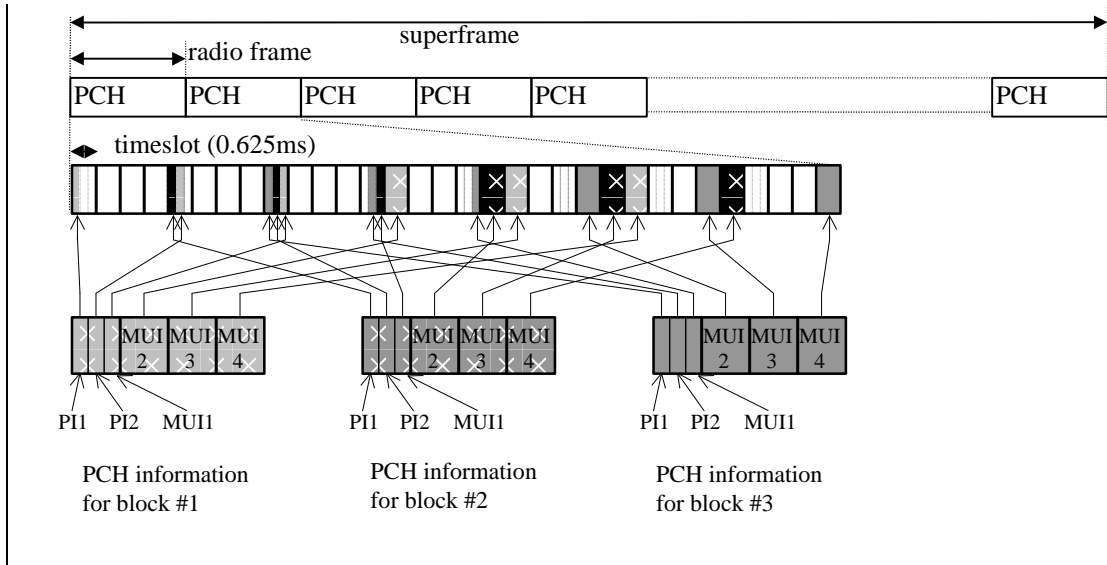 superframe
radio frame
PCH PCH PCH PCH PCH PCH
timeslot (0.625ms)
MUI MUI MUI MUI MUI MUI MUI MUI MUI
2 3 4 2 3 4 2 3 4
PI1 PI2 MUI1 PI1 PI2 MUI1 PI1 PI2 MUI1
PCH information PCH information PCH information
for block #1 for block #2 for block #3